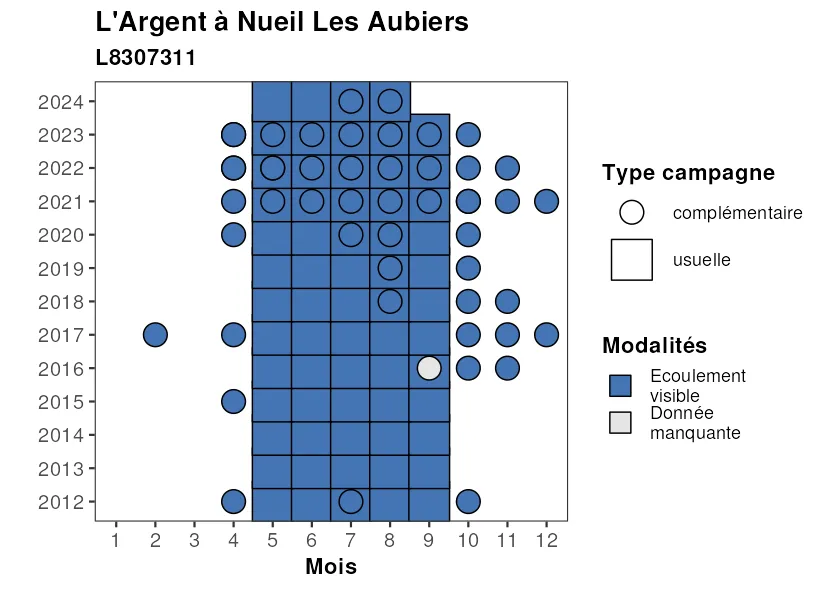 L'Argent à Nueil Les Aubiers
L8307311
2024
2023
2022
2021
2020
2019
2018
2017
2016
2015
2014
2013
2012
1 2 3 4 5 6 7 8 9 10 11 12
Mois
Type campagne
complémentaire
usuelle
Modalités
Ecoulement
visible
Donnée
manquante